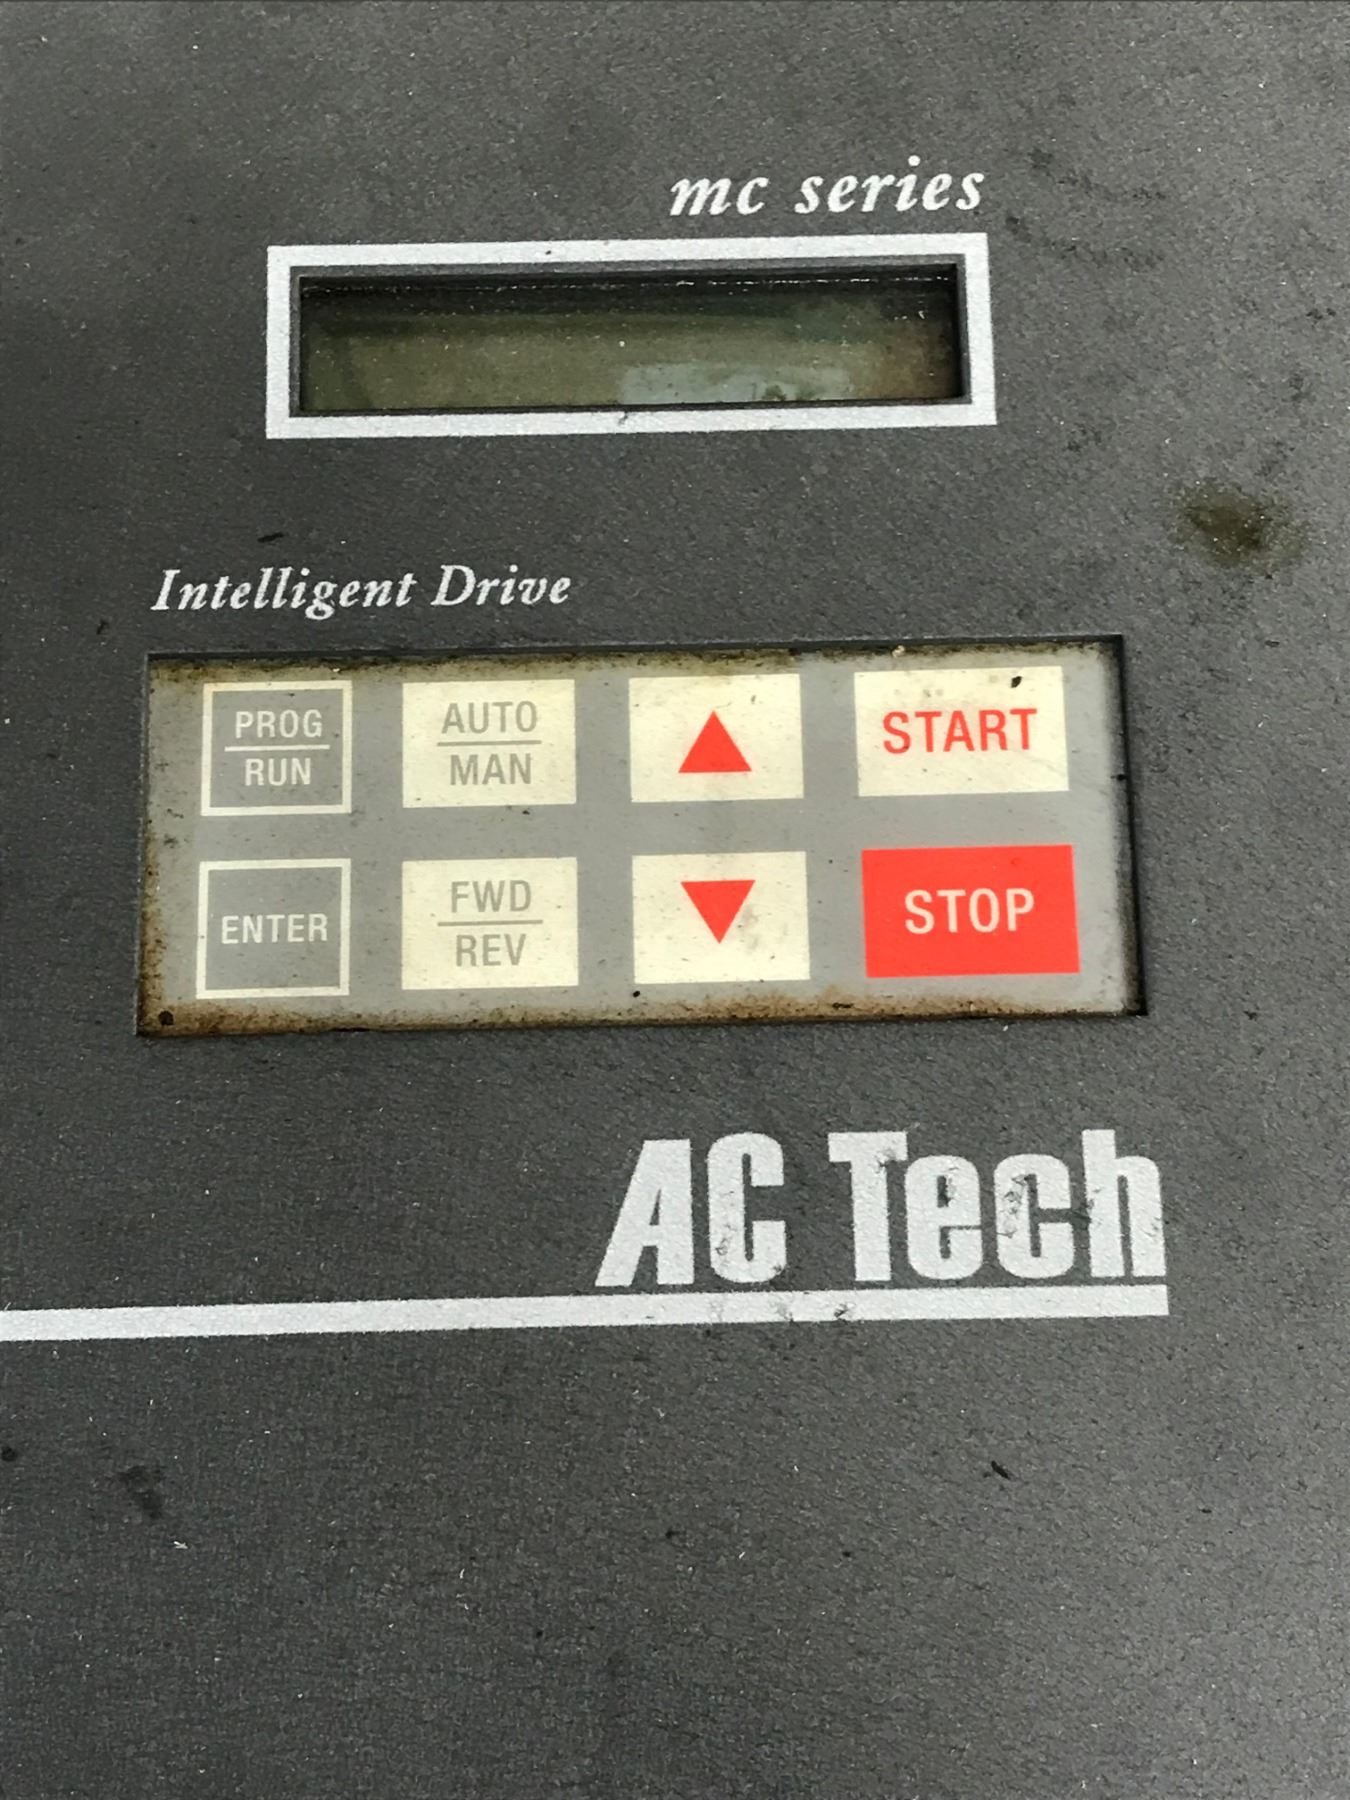 mc series
Intelligent Drive
PROG
RUN
AUTO
MAN
START
ENTER
FWD
REV
STOP
AC Tech